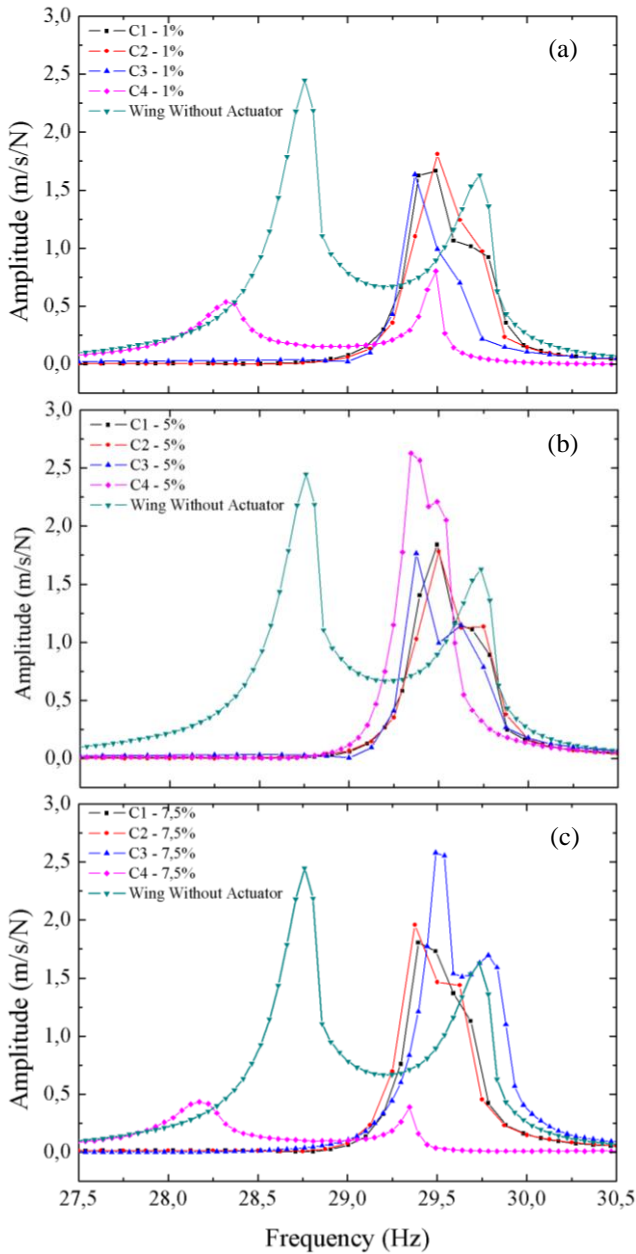 C1 - 1%
C2 - 1%
C3 - 1%
C4 - 1%
Wing Without Actuator
(a)
3,0
2,5
2,0
1,5
1,0
0,5
0,0
Amplitude (m/s/N)
C1 - 5%
C2 - 5%
C3 - 5%
C4 - 5%
Wing Without Actuator
(b)
3,0
2,5
2,0
1,5
1,0
0,5
0,0
Amplitude (m/s/N)
C1 - 7,5%
C2 - 7,5%
C3 - 7,5%
C4 - 7,5%
Wing Without Actuator
(c)
3,0
2,5
2,0
1,5
1,0
0,5
0,0
Amplitude (m/s/N)
27,5 28,0 28,5 29,0 29,5 30,0 30,5
Frequency (Hz)